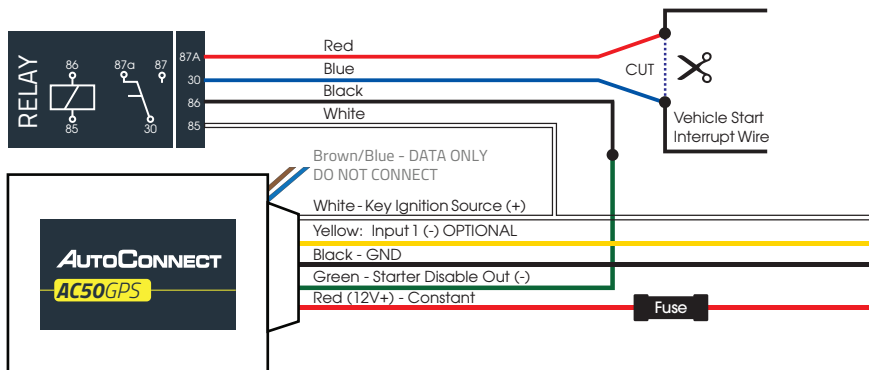 RELAY
86
87a
87
85
30
87A
30
86
85
Red
Blue
Black
White
CUT
Vehicle Start
Interrupt Wire
Brown/Blue - DATA ONLY
DO NOT CONNECT
White - Key Ignition Source (+)
Yellow: Input 1 (-) OPTIONAL
Black - GND
Green - Starter Disable Out (-)
Red (12V+) - Constant
Fuse
AUTOCONNECT
AC50GPS